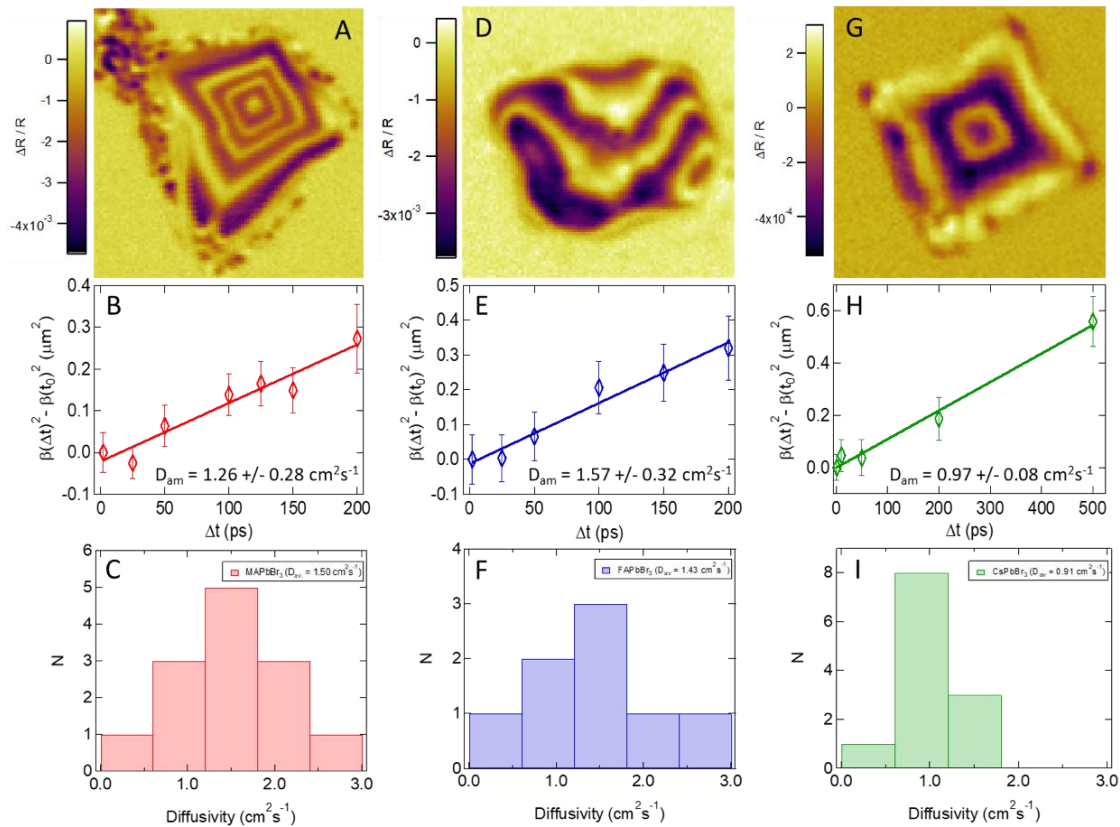 A
0
-1
-2
-3
-4x10⁻³
ΔR / R
D
0
-1
-2
-3x10⁻³
ΔR / R
G
2
0
-2
-4x10⁻⁴
ΔR / R
B
0.4
0.3
0.2
0.1
0.0
-0.1
β(Δt)² - β(t₀)² (μm²)
D_am = 1.26 +/- 0.28 cm²s⁻¹
0 50 100 150 200
Δt (ps)
E
0.5
0.4
0.3
0.2
0.1
0.0
-0.1
β(Δt)² - β(t₀)² (μm²)
D_am = 1.57 +/- 0.32 cm²s⁻¹
0 50 100 150 200
Δt (ps)
H
0.6
0.4
0.2
0.0
β(Δt)² - β(t₀)² (μm²)
D_am = 0.97 +/- 0.08 cm²s⁻¹
0 100 200 300 400 500
Δt (ps)
C
MAPbBr₃ (D_av. = 1.50 cm²s⁻¹)
6
5
4
3
2
1
0
N
0.0 1.0 2.0 3.0
Diffusivity (cm²s⁻¹)
F
FAPbBr₃ (D_av = 1.43 cm²s⁻¹)
4
3
2
1
0
N
0.0 1.0 2.0 3.0
Diffusivity (cm²s⁻¹)
I
CsPbBr₃ (D_av = 0.91 cm²s⁻¹)
8
6
4
2
0
N
0.0 1.0 2.0 3.0
Diffusivity (cm²s⁻¹)